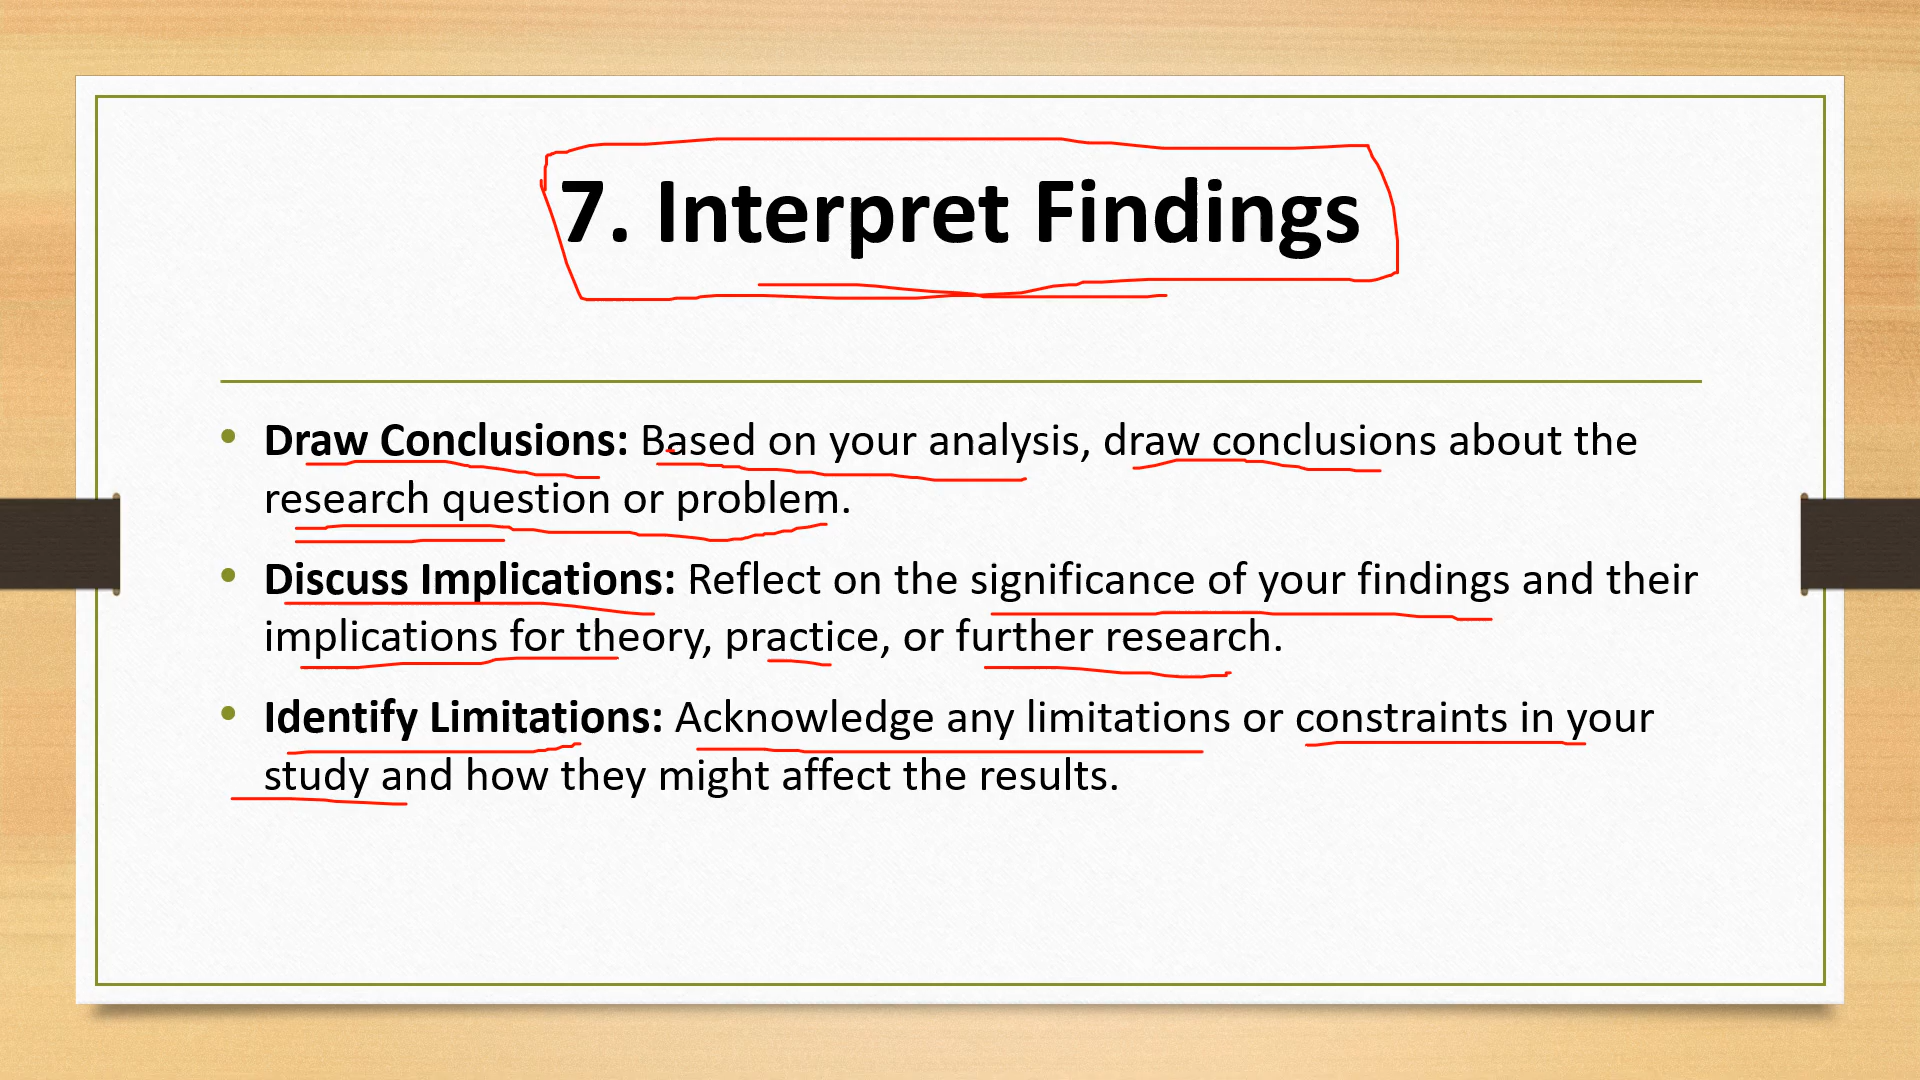 7. Interpret Findings
• Draw Conclusions: Based on your analysis, draw conclusions about the
research question or problem.
• Discuss Implications: Reflect on the significance of your findings and their
implications for theory, practice, or further research.
• Identify Limitations: Acknowledge any limitations or constraints in your
study and how they might affect the results.